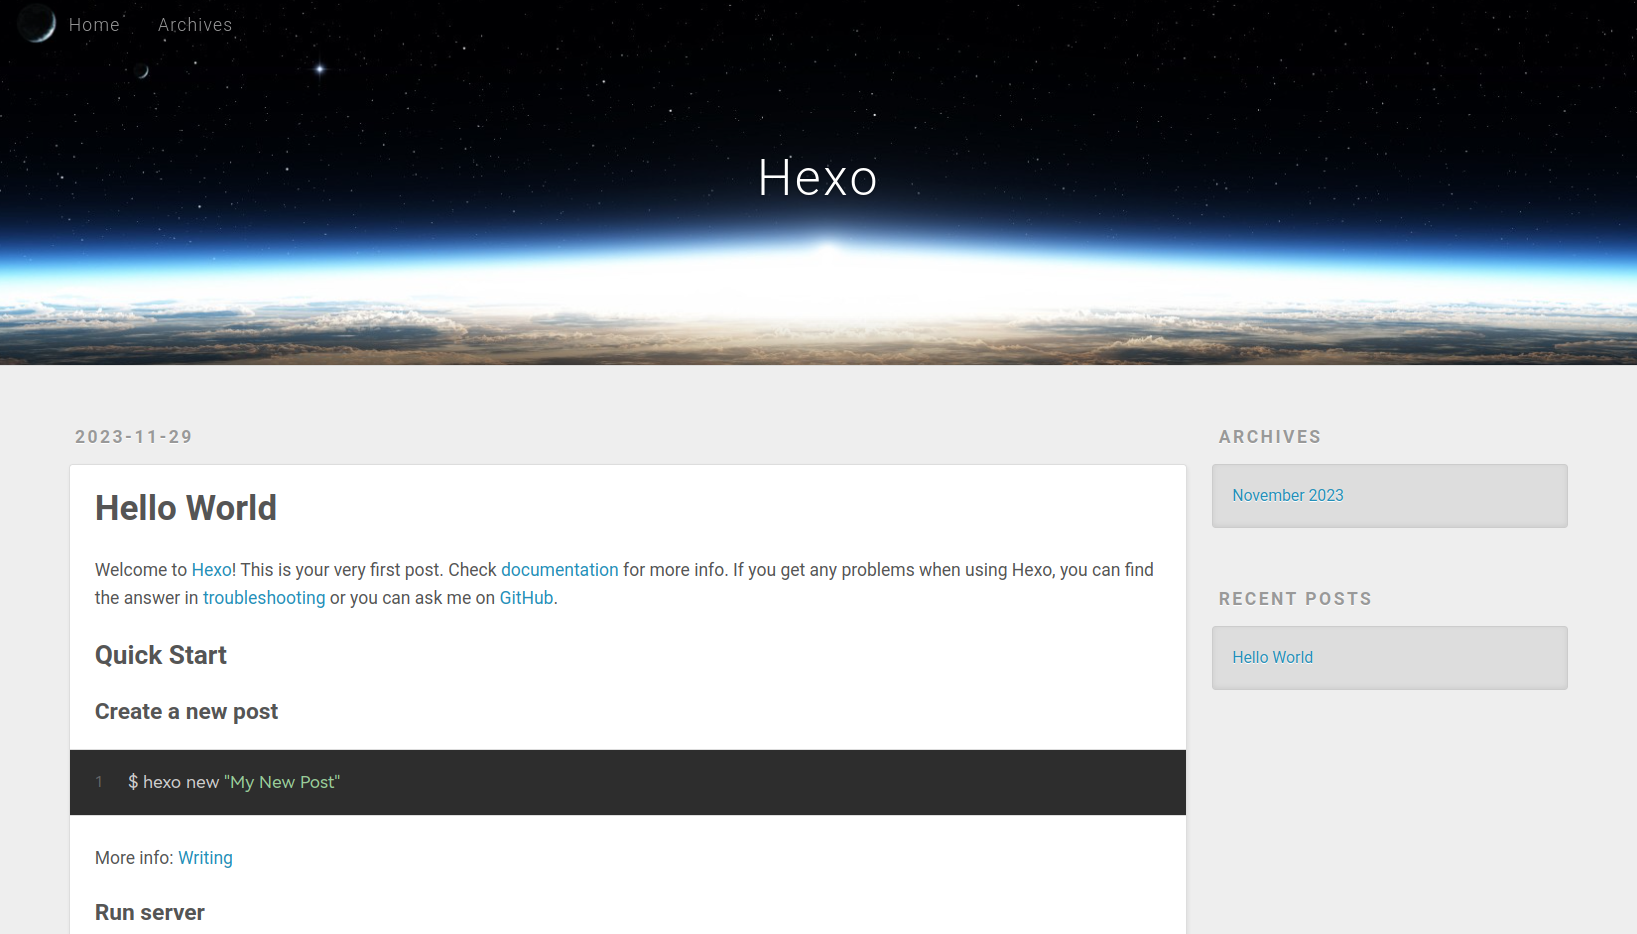 Home Archives
Hexo
2023-11-29
Hello World
Welcome to Hexo! This is your very first post. Check documentation for more info. If you get any problems when using Hexo, you can find
the answer in troubleshooting or you can ask me on GitHub.
Quick Start
Create a new post
1 $ hexo new "My New Post"
More info: Writing
Run server
ARCHIVES
November 2023
RECENT POSTS
Hello World